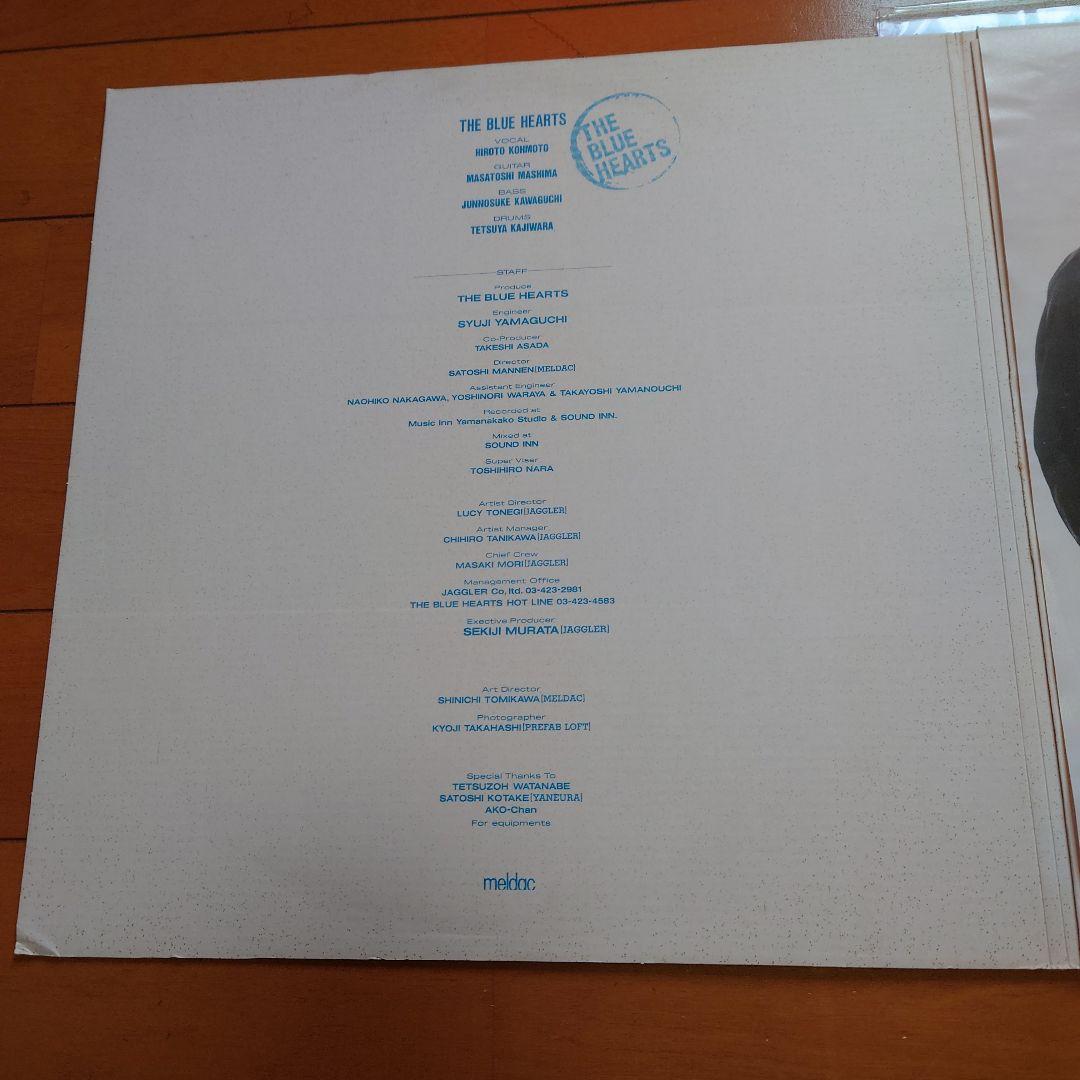 THE BLUE HEARTS
VOCAL
HIROTO KOHMOTO
GUITAR
MASATOSHI MASHIMA
BASS
JUNNOSUKE KAWAGUCHI
DRUMS
TETSUYA KAJIWARA
THE
BLUE
HEARTS
STAFF
Produce
THE BLUE HEARTS
Engineer
SYUJI YAMAGUCHI
Co-Producer
TAKESHI ASADA
Director
SATOSHI MANNEN[MELDAC]
Assistant Engineer
NAOHIKO NAKAGAWA, YOSHINORI WARAYA & TAKAYOSHI YAMANOUCHI
Recorded at
Music Inn Yamanakako Studio & SOUND INN.
Mixed at
SOUND INN
Super Viser
TOSHIHIRO NARA
Artist Director
LUCY TONEGI[JAGGLER]
Artist Manager
CHIHIRO TANIKAWA[JAGGLER]
Chief Crew
MASAKI MORI[JAGGLER]
Management Office
JAGGLER Co, ltd. 03-423-2981
THE BLUE HEARTS HOT LINE 03-423-4583
Exective Producer
SEKIJI MURATA[JAGGLER]
Art Director
SHINICHI TOMIKAWA[MELDAC]
Photographer
KYOJI TAKAHASHI[PREFAB LOFT]
Special Thanks To
TETSUZOH WATANABE
SATOSHI KOTAKE[YANEURA]
AKO-Chan
For equipments
meldac